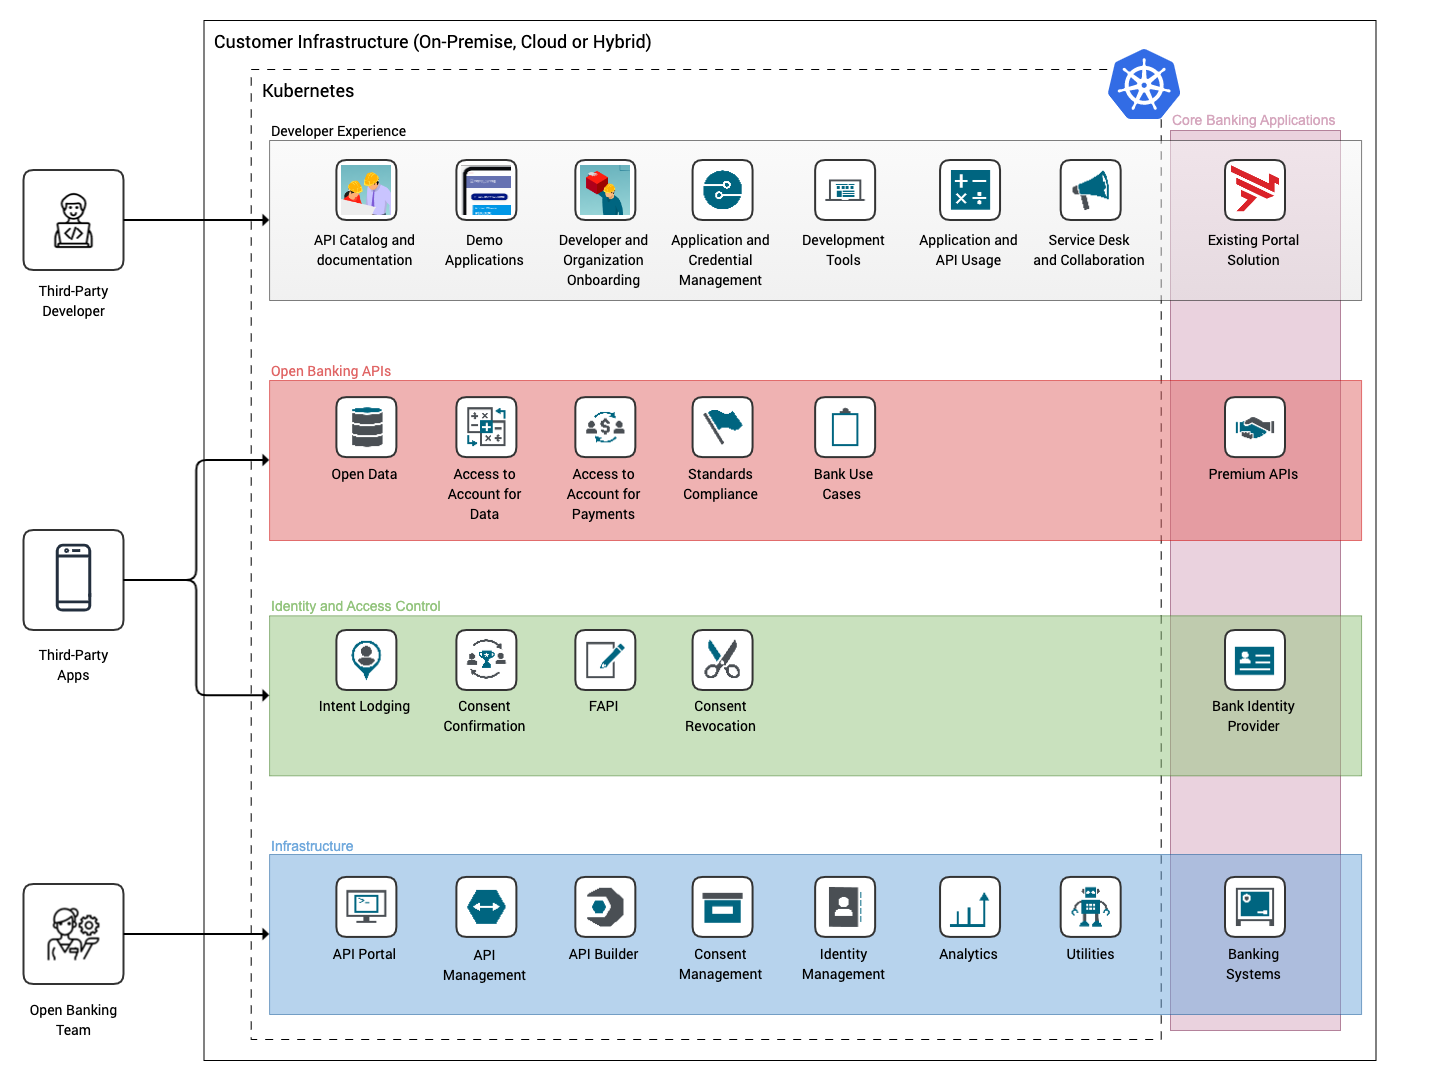 Customer Infrastructure (On-Premise, Cloud or Hybrid)
Kubernetes
Core Banking Applications
Developer Experience
API Catalog and
documentation
Demo
Applications
Developer and
Organization
Onboarding
Application and
Credential
Management
Development
Tools
Application and
API Usage
Service Desk
and Collaboration
Existing Portal
Solution
Third-Party
Developer
Open Banking APIs
Open Data
Access to
Account for
Data
Access to
Account for
Payments
Standards
Compliance
Bank Use
Cases
Premium APIs
Third-Party
Apps
Identity and Access Control
Intent Lodging
Consent
Confirmation
FAPI
Consent
Revocation
Bank Identity
Provider
Infrastructure
API Portal
API
Management
API Builder
Consent
Management
Identity
Management
Analytics
Utilities
Banking
Systems
Open Banking
Team